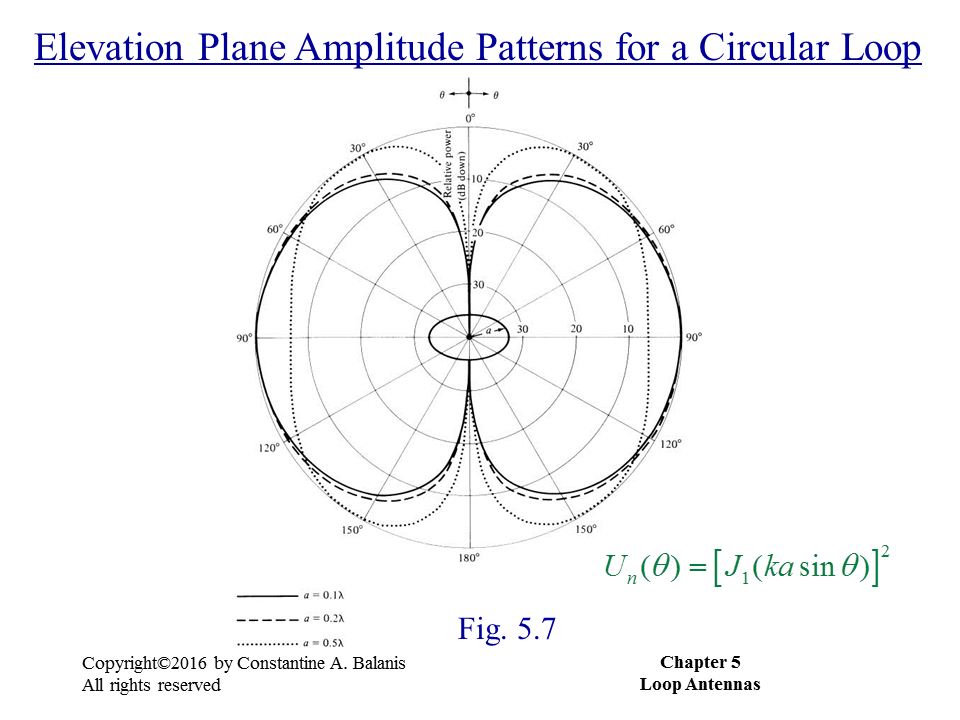 Elevation Plane Amplitude Patterns for a Circular Loop
θ θ
0°
30° 30°
Relative power
(dB down)
10
60° 20 60°
30
90° a 30 20 10 90°
120° 120°
150° 150°
180°
Uₙ(θ) = [J₁(ka sin θ)]²
a = 0.1λ
a = 0.2λ
a = 0.5λ
Fig. 5.7
Copyright©2016 by Constantine A. Balanis
All rights reserved
Chapter 5
Loop Antennas